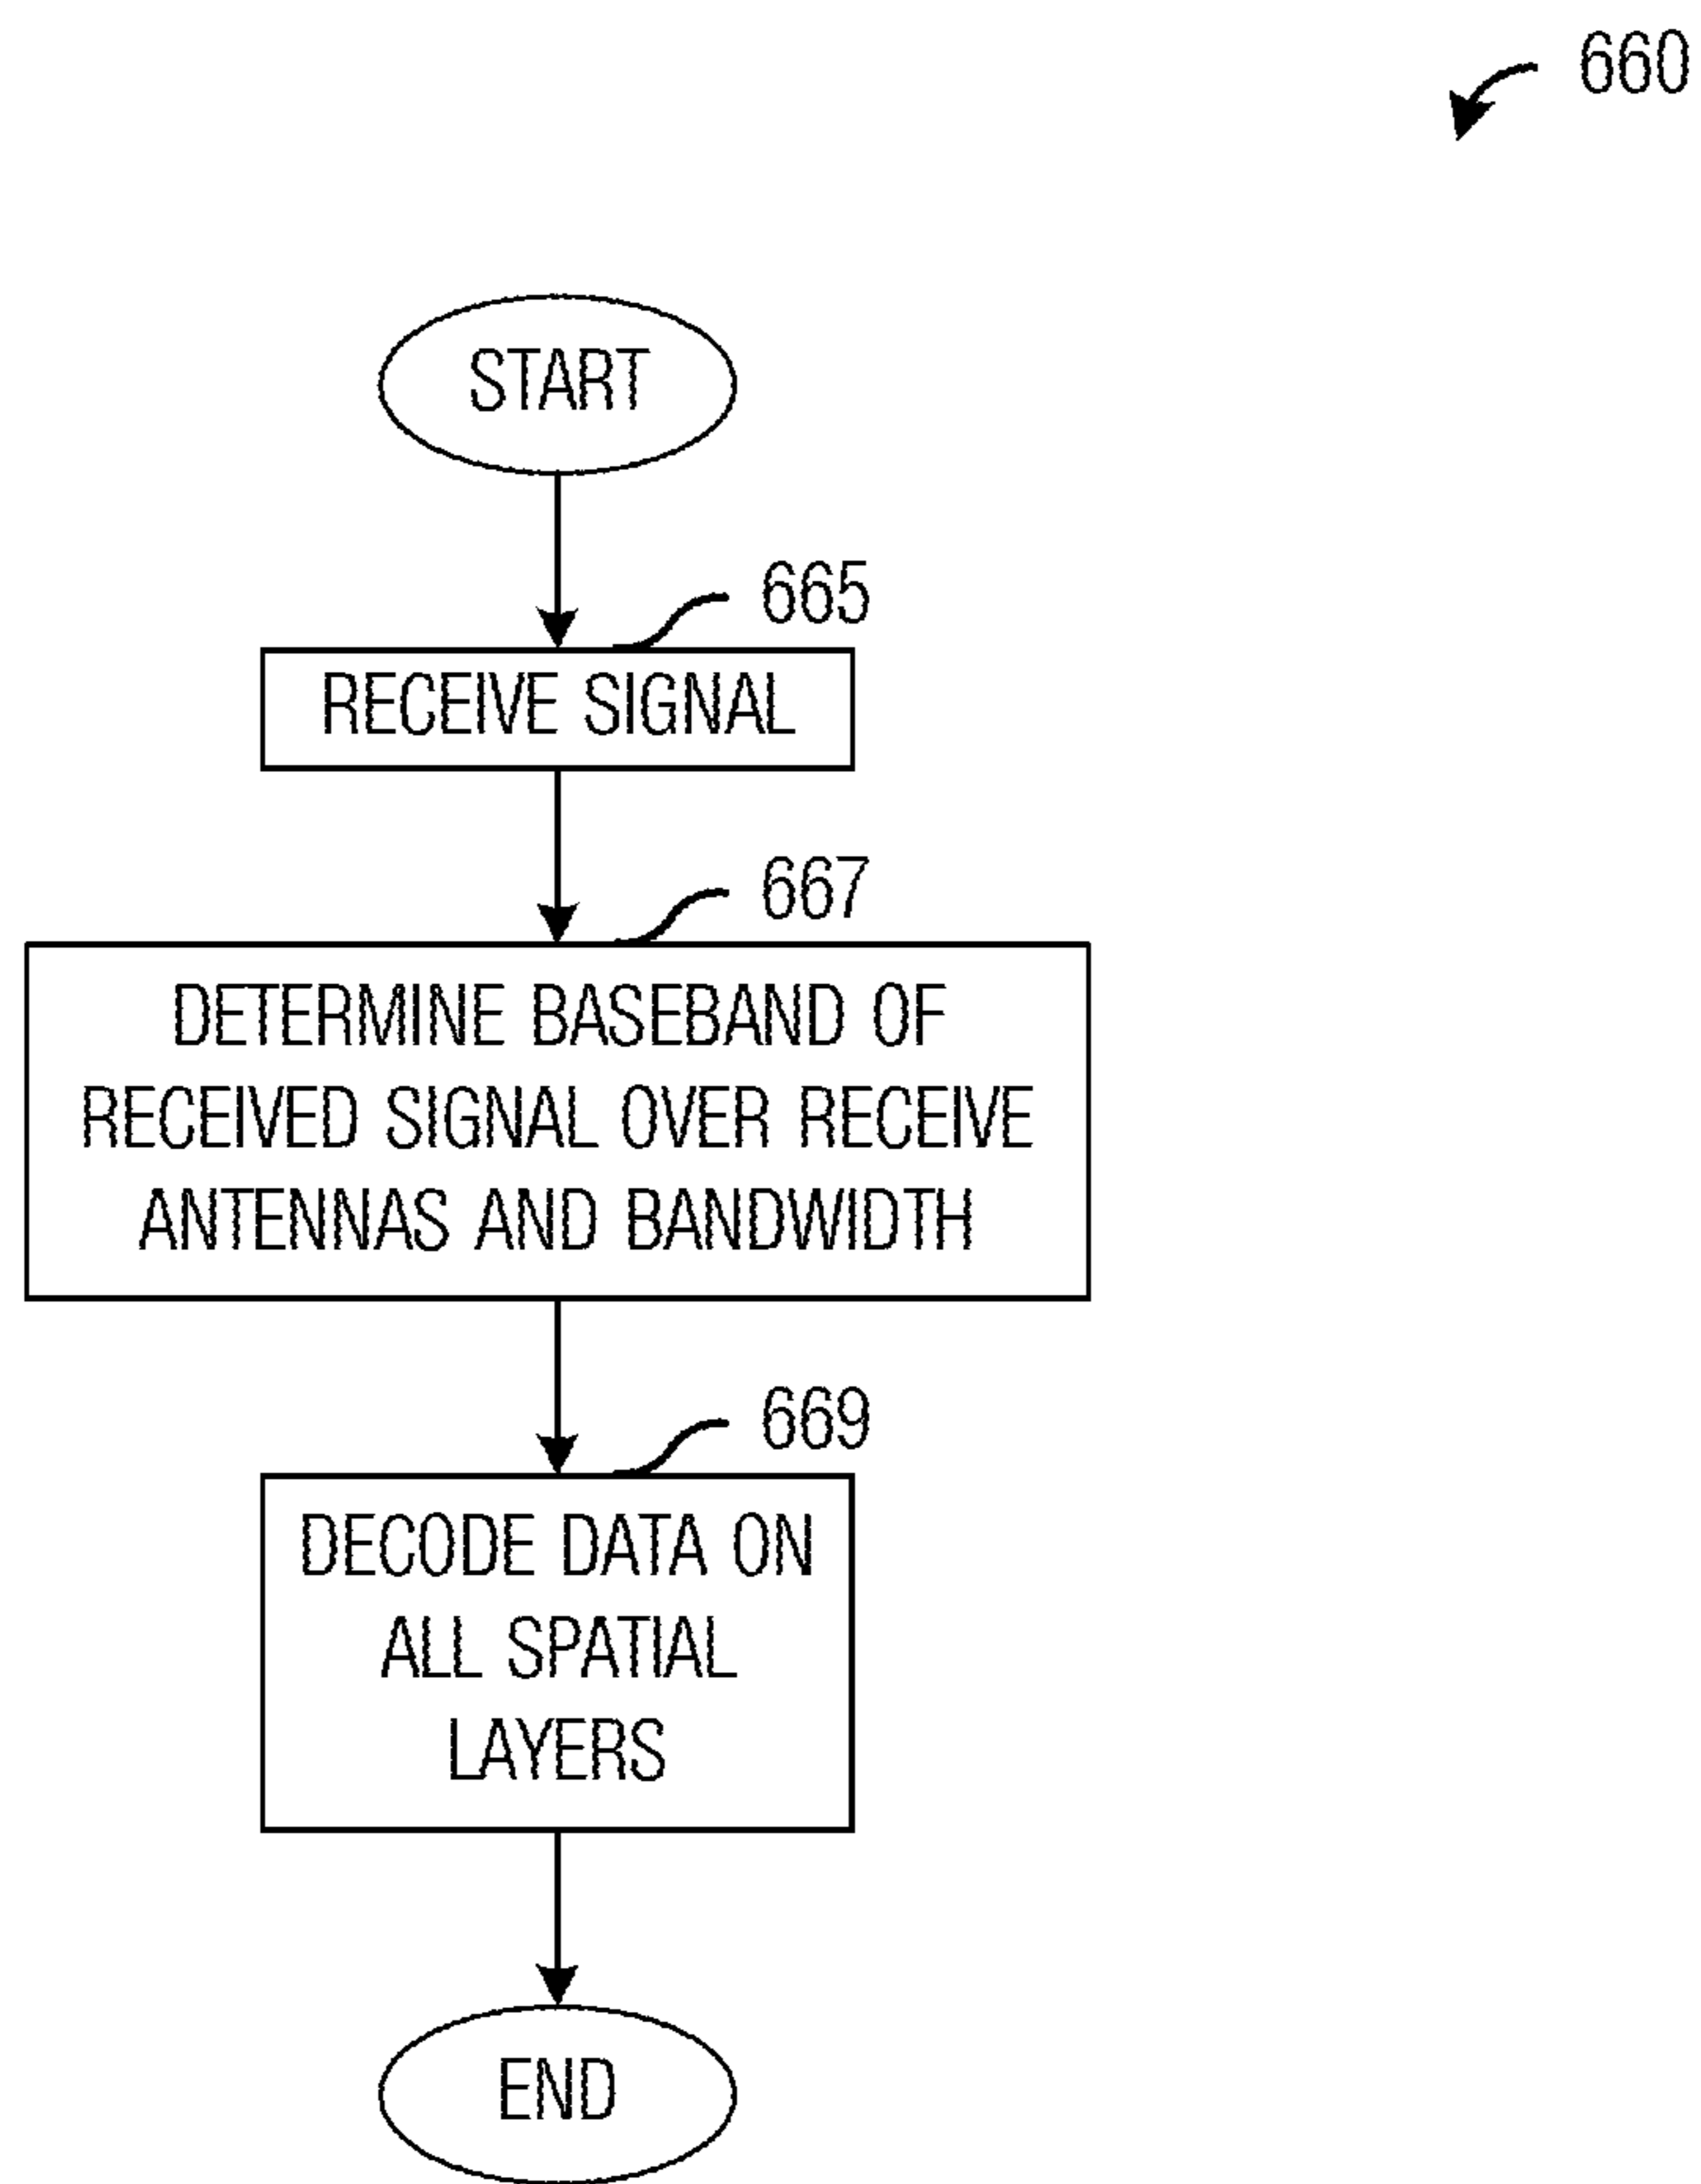 660
START
665
RECEIVE SIGNAL
667
DETERMINE BASEBAND OF
RECEIVED SIGNAL OVER RECEIVE
ANTENNAS AND BANDWIDTH
669
DECODE DATA ON
ALL SPATIAL
LAYERS
END